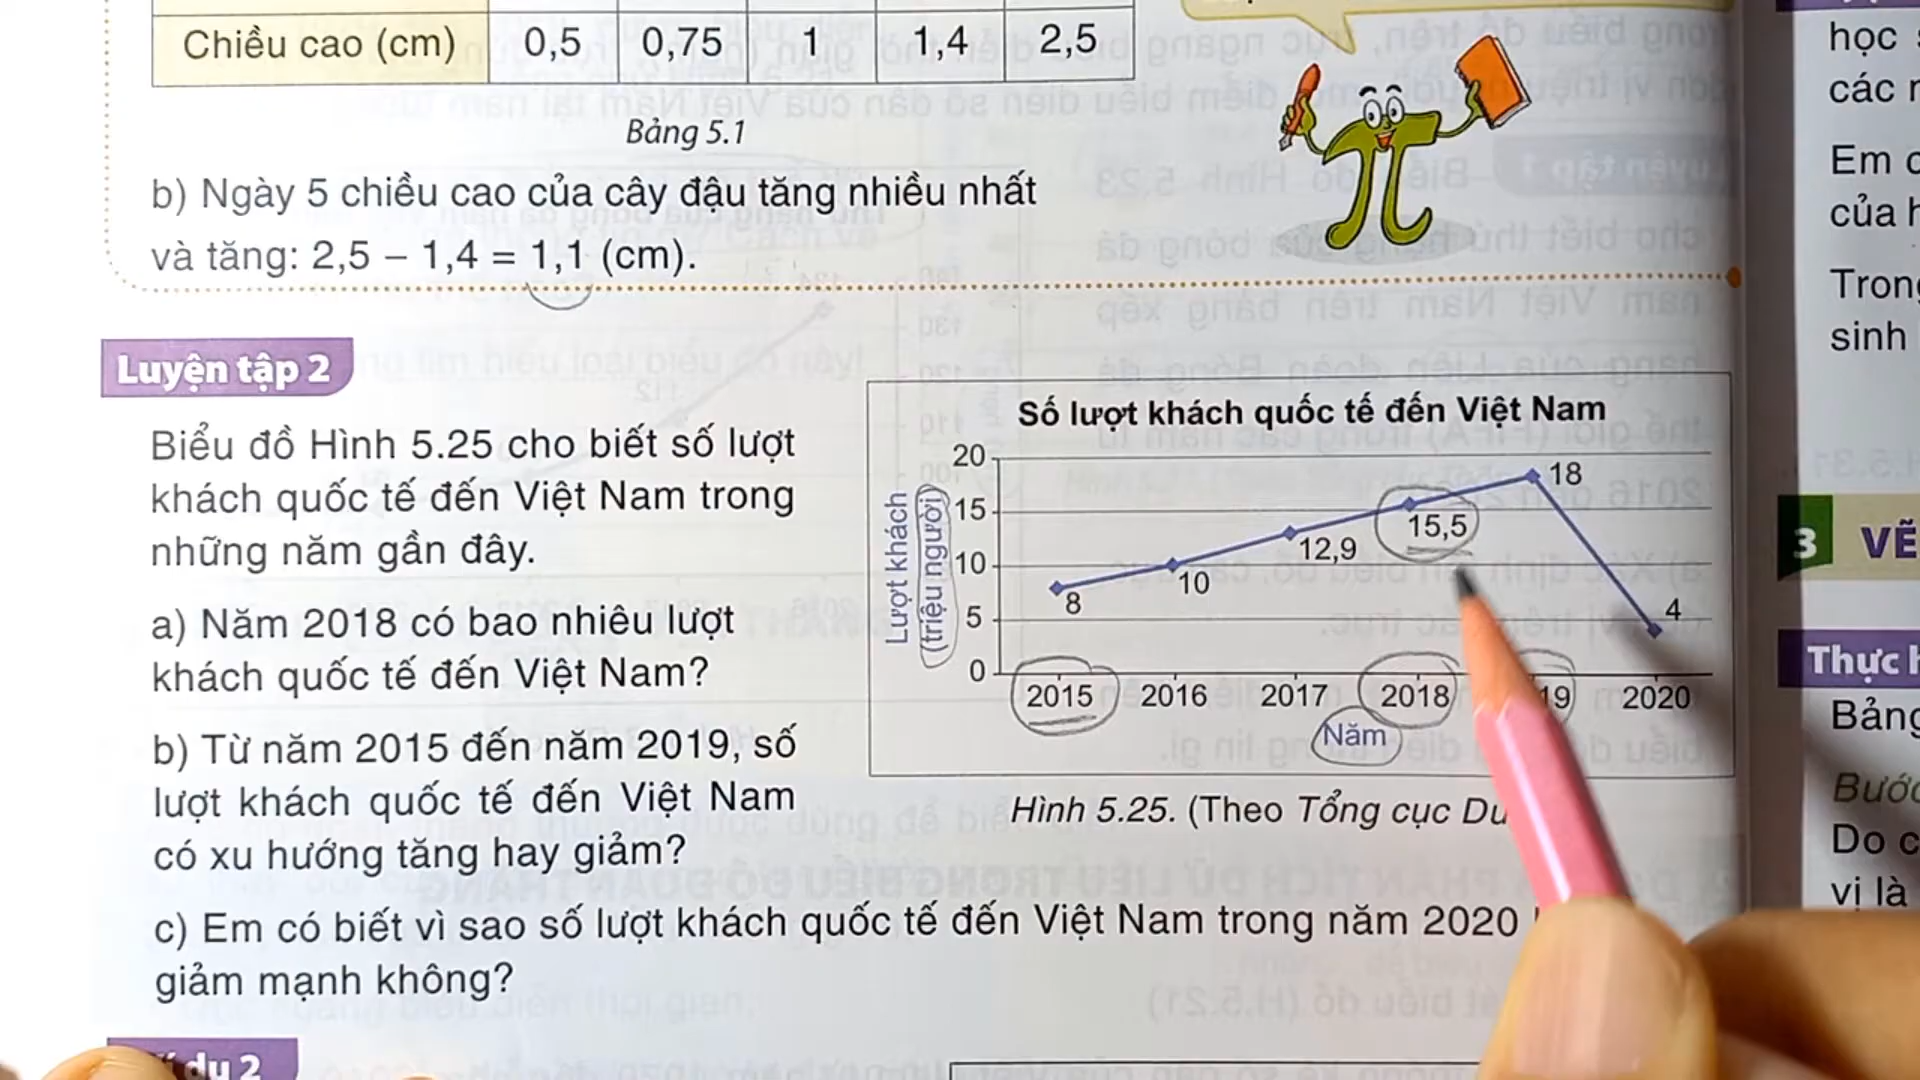 Chiều cao (cm) 0,5 0,75 1 1,4 2,5
Bảng 5.1
b) Ngày 5 chiều cao của cây đậu tăng nhiều nhất
và tăng: 2,5 – 1,4 = 1,1 (cm).
Luyện tập 2
Biểu đồ Hình 5.25 cho biết số lượt
khách quốc tế đến Việt Nam trong
những năm gần đây.
a) Năm 2018 có bao nhiêu lượt
khách quốc tế đến Việt Nam?
b) Từ năm 2015 đến năm 2019, số
lượt khách quốc tế đến Việt Nam
có xu hướng tăng hay giảm?
Số lượt khách quốc tế đến Việt Nam
Lượt khách
(triệu người)
20
15
10
5
0
8
10
12,9
15,5
18
4
2015 2016 2017 2018 19 2020
Năm
Hình 5.25. (Theo Tổng cục Du
c) Em có biết vì sao số lượt khách quốc tế đến Việt Nam trong năm 2020
giảm mạnh không?
dụ 2
học
các
Em
của
Trong
sinh
3 VẼ
Thực
Bảng
Bước
Do
vị là